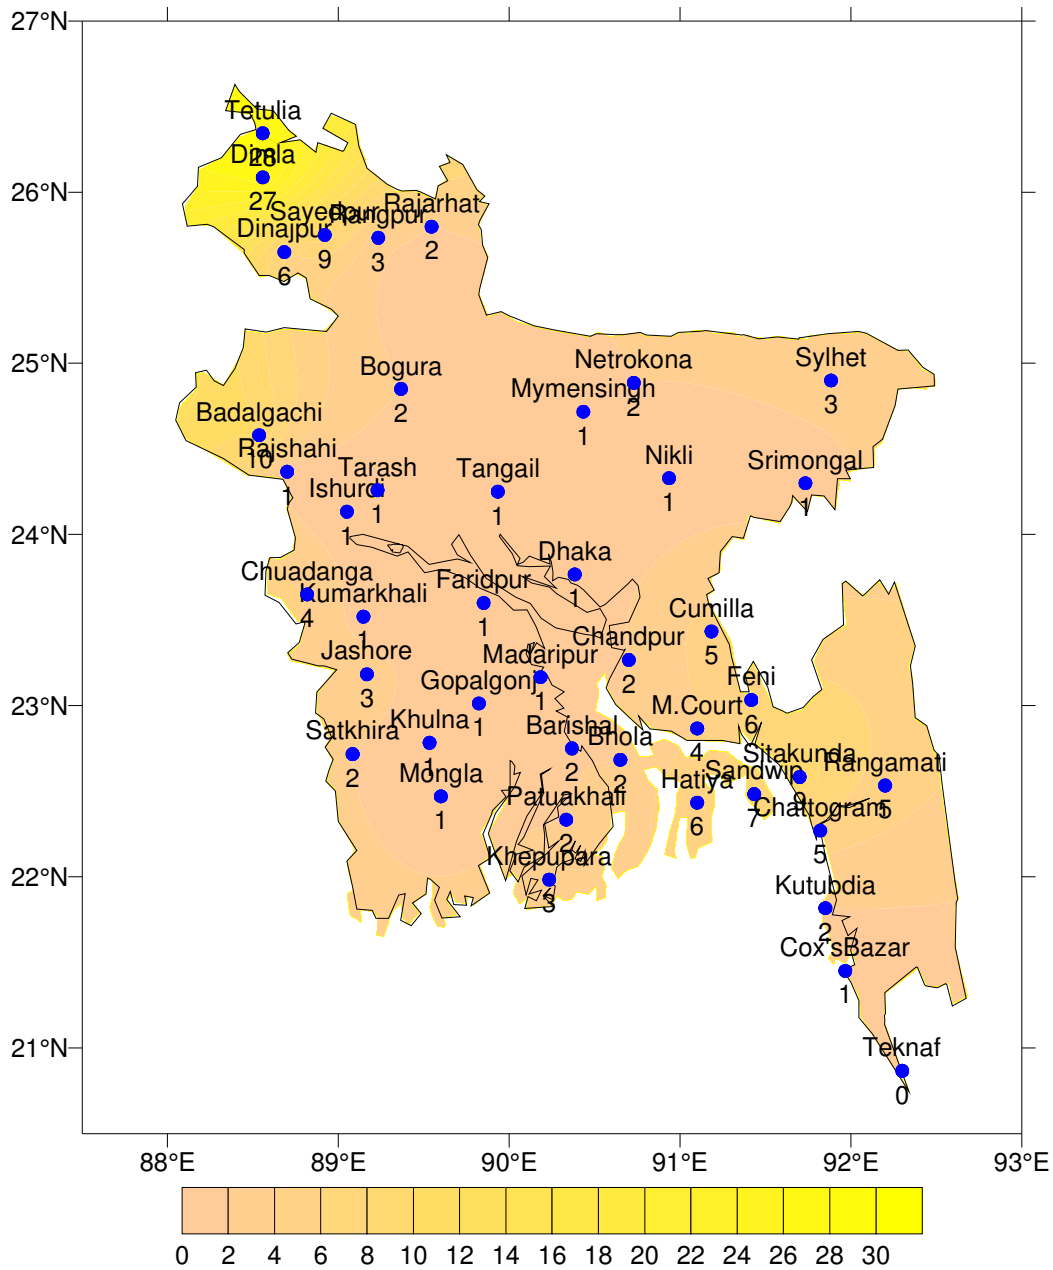 27°N
Tetulia
28
Dimla
26°N
27
Sayedpur
Rangpur
Rajarhat
Dinajpur
9
3
2
6
25°N
Bogura
2
Netrokona
2
Mymensingh
1
Sylhet
3
Badalgachi
10
Rajshahi
1
Tarash
1
Ishurdi
1
Tangail
1
Nikli
1
Srimongal
1
24°N
Dhaka
1
Chuadanga
4
Kumarkhali
1
Faridpur
1
Cumilla
5
Jashore
3
Madaripur
1
Chandpur
2
Gopalgonj
1
Feni
6
23°N
Satkhira
2
Khulna
1
Barishal
2
Bhola
2
M.Court
4
Mongla
1
Sitakunda
9
Sandwip
7
Rangamati
5
Hatiya
6
Patuakhali
2
Chattogram
5
22°N
Khepupara
3
Kutubdia
2
Cox'sBazar
1
21°N
Teknaf
0
88°E 89°E 90°E 91°E 92°E 93°E
0 2 4 6 8 10 12 14 16 18 20 22 24 26 28 30